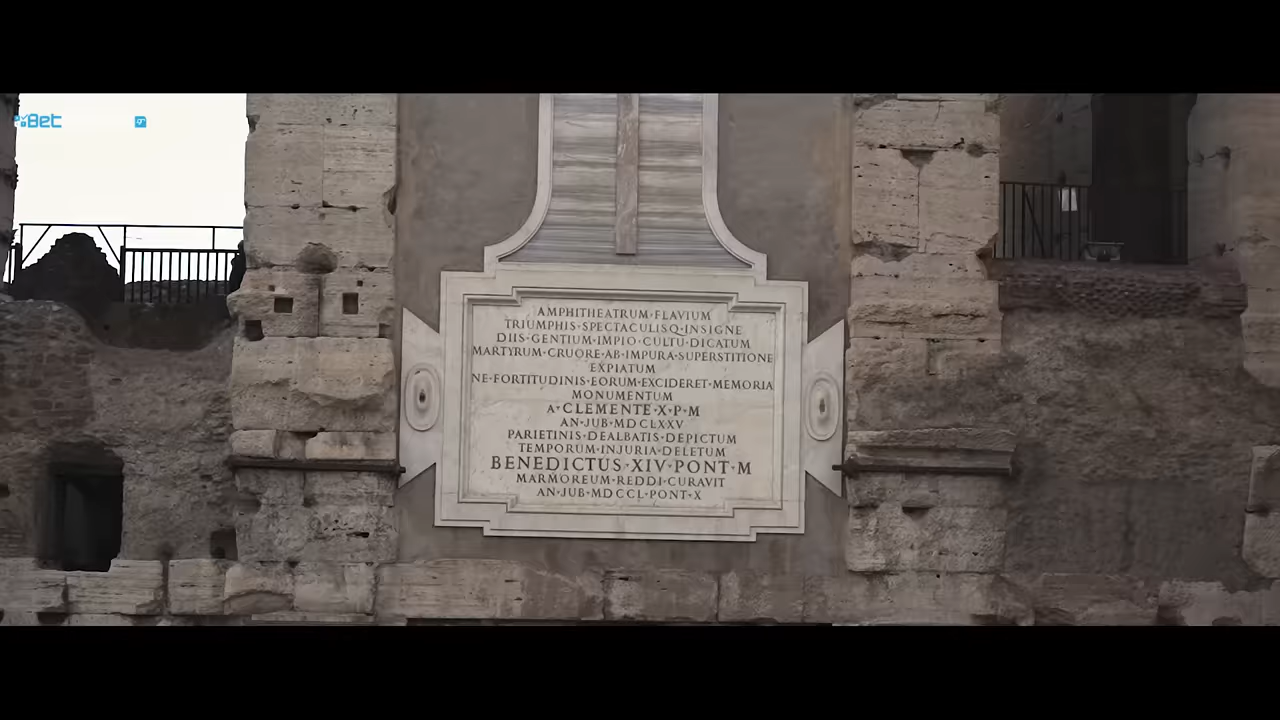 Bet
AMPHITHEATRUM·FLAVIUM
TRIUMPHIS·SPECTACULISQ·INSIGNE
DIIS·GENTIUM·IMPIO·CULTU·DICATUM
MARTYRUM·CRUORE·AB·IMPURA·SUPERSTITIONE
EXPIATUM
NE·FORTITUDINIS·EORUM·EXCIDERET·MEMORIA
MONUMENTUM
A·CLEMENTE·X·P·M
AN·JUB·MDCLXXV
PARIETINIS·DEALBATIS·DEPICTUM
TEMPORUM·INJURIA·DELETUM
BENEDICTUS·XIV·PONT·M
MARMOREUM·REDDI·CURAVIT
AN·JUB·MDCCL·PONT·X